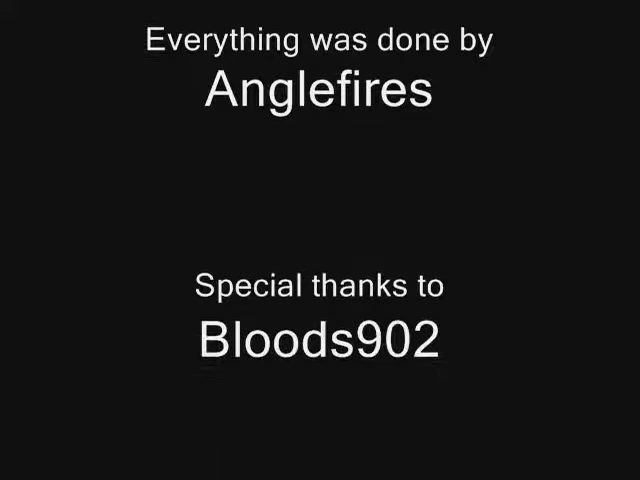 Everything was done by
Anglefires
Special thanks to
Bloods902